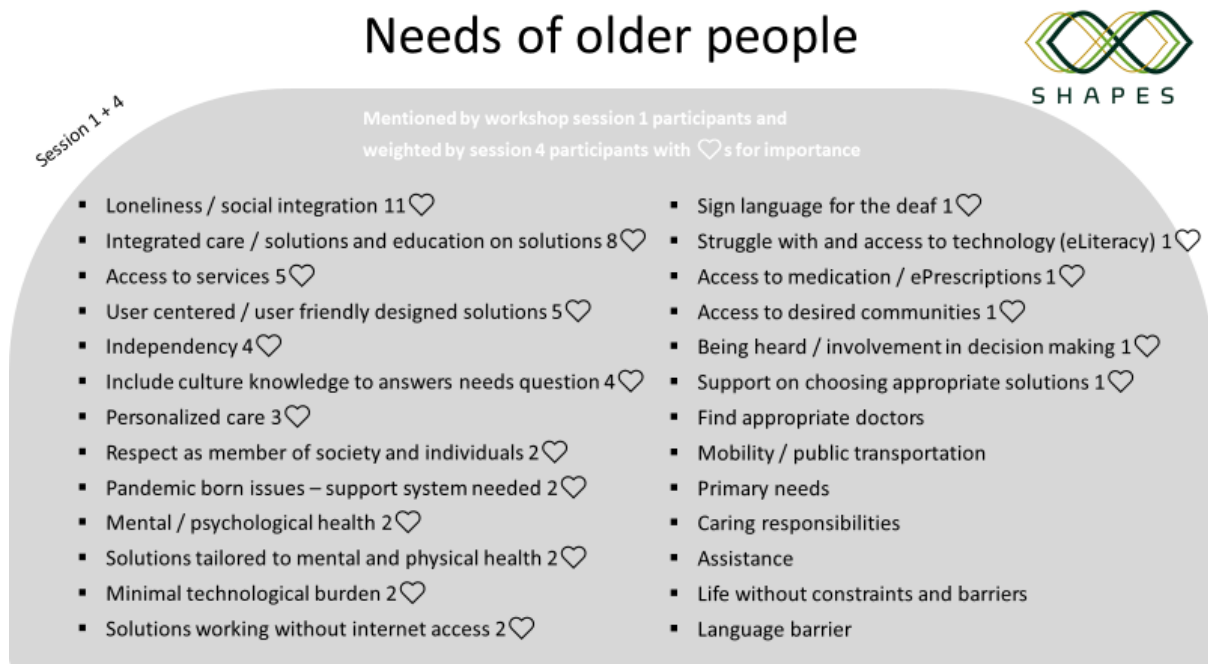 Needs of older people
SHAPES
Session 1 + 4
Mentioned by workshop session 1 participants and
weighted by session 4 participants with ♡s for importance
▪ Loneliness / social integration 11♡
▪ Integrated care / solutions and education on solutions 8♡
▪ Access to services 5♡
▪ User centered / user friendly designed solutions 5♡
▪ Independency 4♡
▪ Include culture knowledge to answers needs question 4♡
▪ Personalized care 3♡
▪ Respect as member of society and individuals 2♡
▪ Pandemic born issues – support system needed 2♡
▪ Mental / psychological health 2♡
▪ Solutions tailored to mental and physical health 2♡
▪ Minimal technological burden 2♡
▪ Solutions working without internet access 2♡
▪ Sign language for the deaf 1♡
▪ Struggle with and access to technology (eLiteracy) 1♡
▪ Access to medication / ePrescriptions 1♡
▪ Access to desired communities 1♡
▪ Being heard / involvement in decision making 1♡
▪ Support on choosing appropriate solutions 1♡
▪ Find appropriate doctors
▪ Mobility / public transportation
▪ Primary needs
▪ Caring responsibilities
▪ Assistance
▪ Life without constraints and barriers
▪ Language barrier